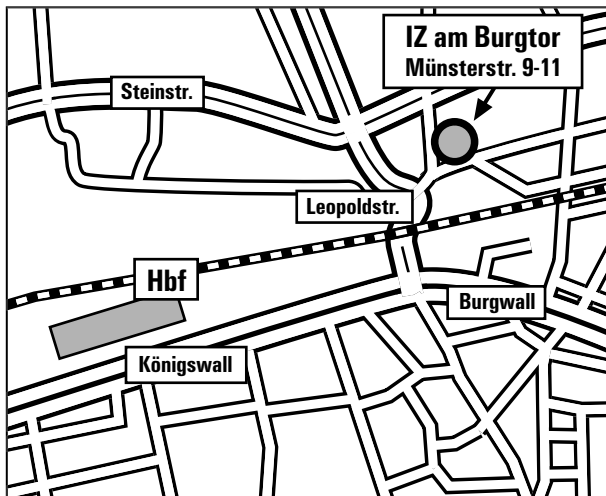 IZ am Burgtor
Münsterstr. 9-11
Steinstr.
Leopoldstr.
Hbf
Burgwall
Königswall